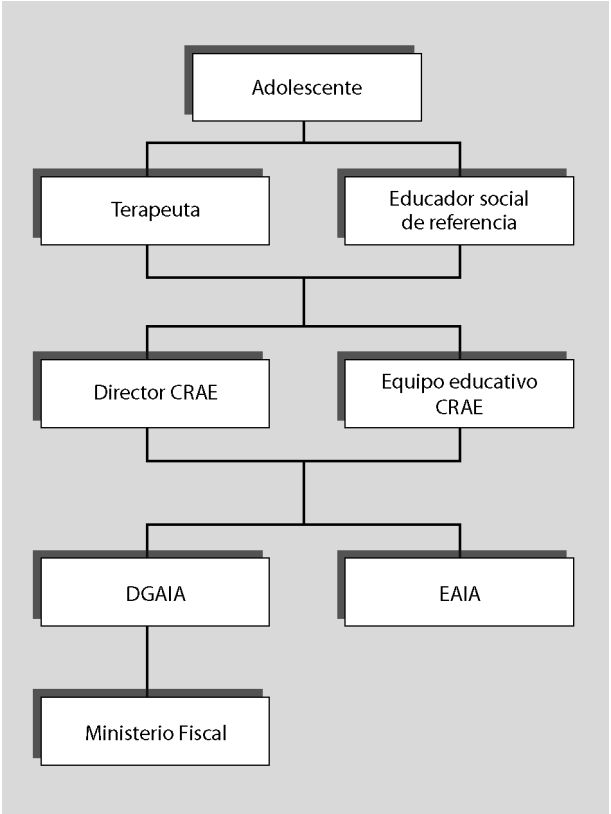 Adolescente
Terapeuta
Educador social
de referencia
Director CRAE
Equipo educativo
CRAE
DGAIA
EAIA
Ministerio Fiscal